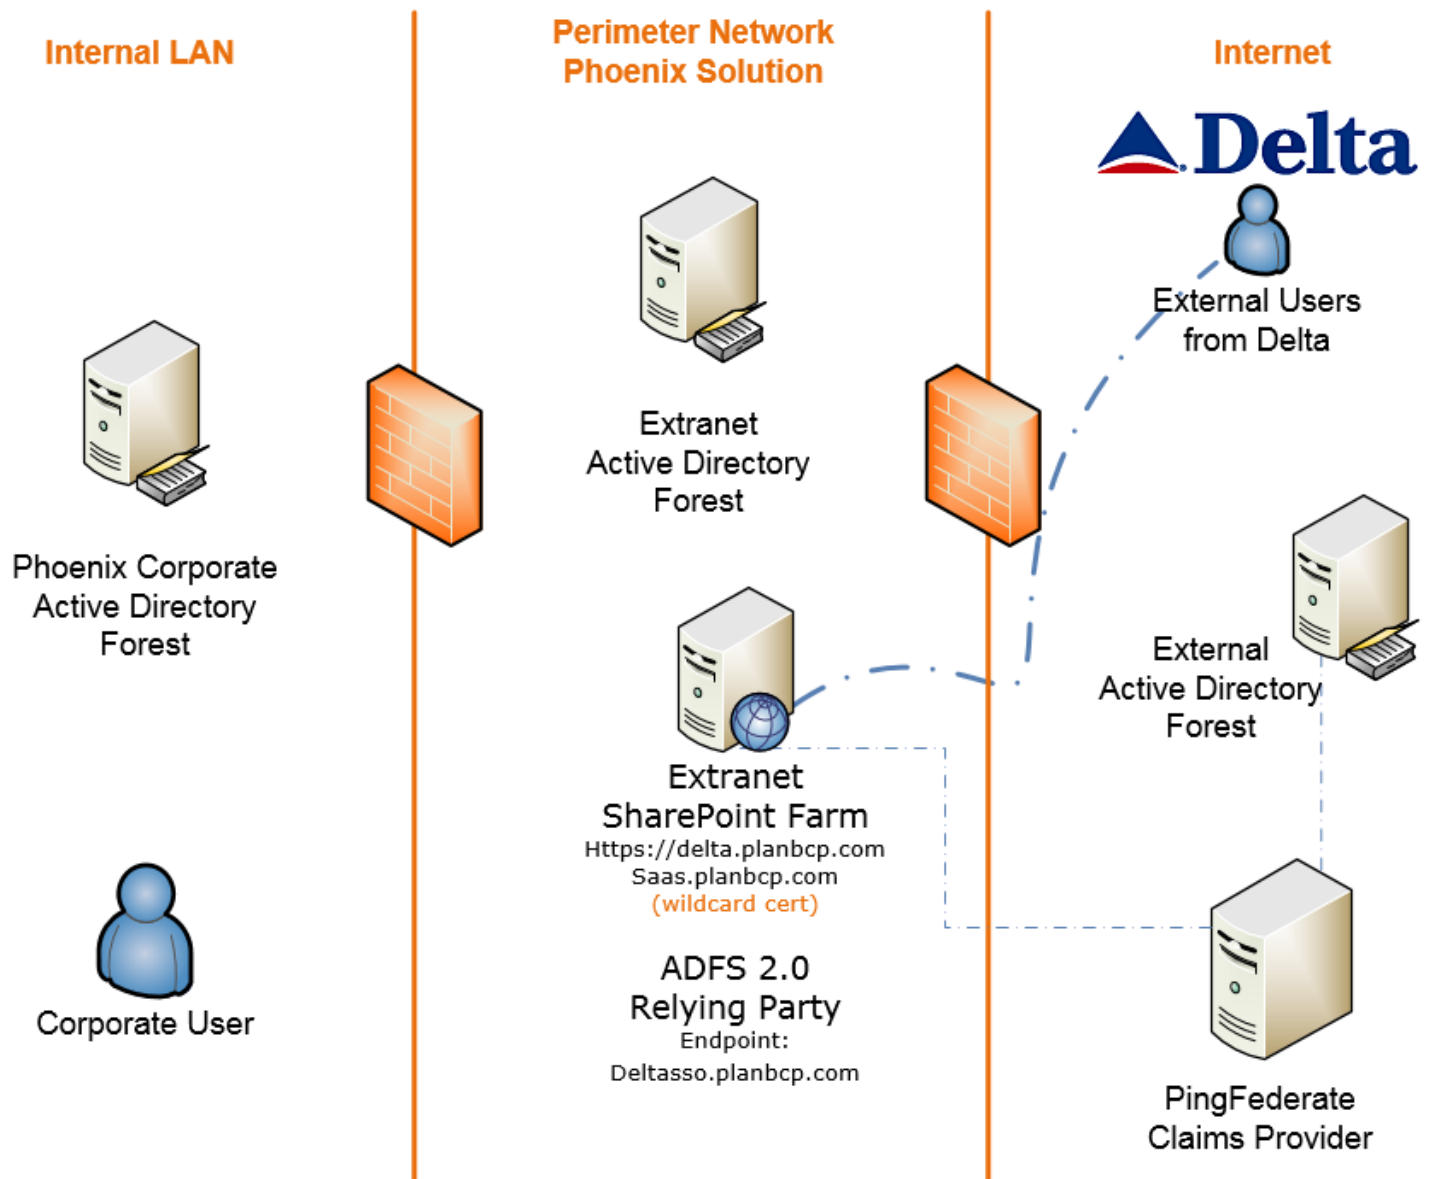 Internal LAN
Perimeter Network
Phoenix Solution
Internet
Delta
External Users
from Delta
Extranet
Active Directory
Forest
Phoenix Corporate
Active Directory
Forest
External
Active Directory
Forest
Extranet
SharePoint Farm
Https://delta.planbcp.com
Saas.planbcp.com
(wildcard cert)
ADFS 2.0
Relying Party
Endpoint:
Deltasso.planbcp.com
Corporate User
PingFederate
Claims Provider